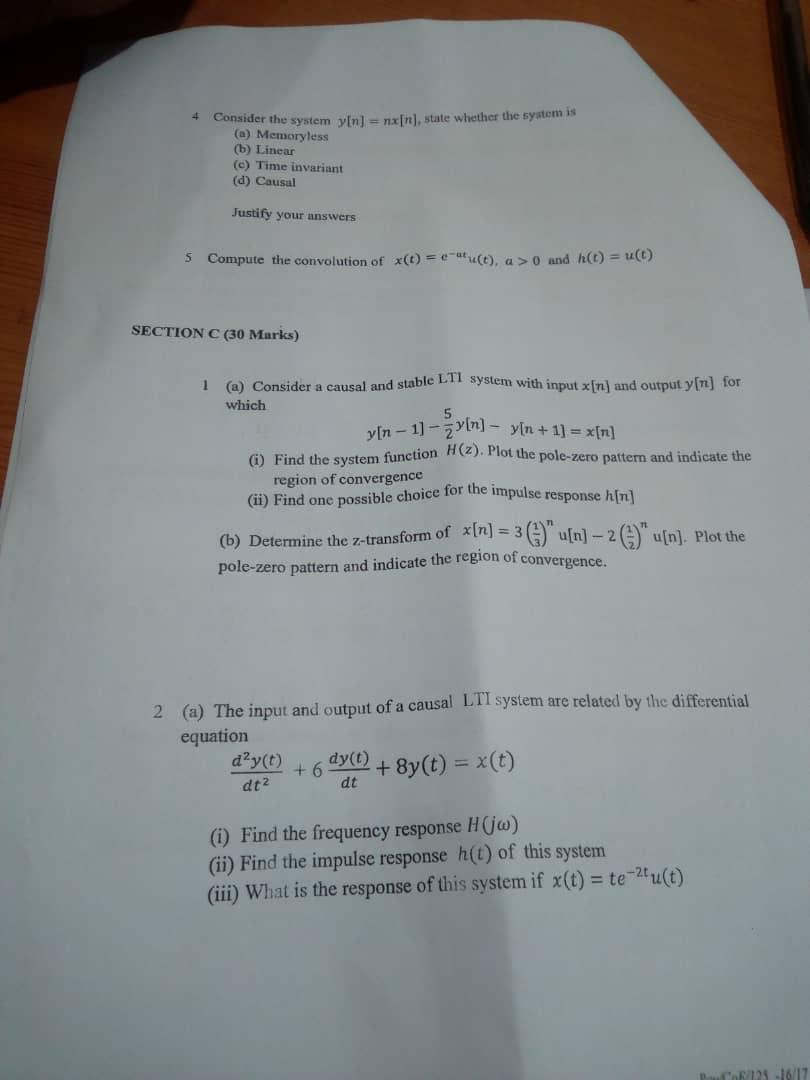 4 Consider the system y[n] = nx[n], state whether the system is
(a) Memoryless
(b) Linear
(c) Time invariant
(d) Causal
Justify your answers
5 Compute the convolution of x(t) = e^{-at}u(t), a > 0 and h(t) = u(t)
SECTION C (30 Marks)
1 (a) Consider a causal and stable LTI system with input x[n] and output y[n] for
which
y[n − 1] − 5/2 y[n] − y[n + 1] = x[n]
(i) Find the system function H(z). Plot the pole-zero pattern and indicate the
region of convergence
(ii) Find one possible choice for the impulse response h[n]
(b) Determine the z-transform of x[n] = 3(1/3)^n u[n] − 2(1/2)^n u[n]. Plot the
pole-zero pattern and indicate the region of convergence.
2 (a) The input and output of a causal LTI system are related by the differential
equation
d²y(t)/dt² + 6 dy(t)/dt + 8y(t) = x(t)
(i) Find the frequency response H(jω)
(ii) Find the impulse response h(t) of this system
(iii) What is the response of this system if x(t) = te^{-2t}u(t)